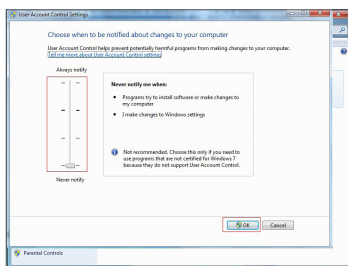 User Account Control Settings
Choose when to be notified about changes to your computer
User Account Control helps prevent potentially harmful programs from making changes to your computer.
Tell me more about User Account Control settings
Always notify
Never notify me when:
• Programs try to install software or make changes to
my computer
• I make changes to Windows settings
Not recommended. Choose this only if you need to
use programs that are not certified for Windows 7
because they do not support User Account Control.
Never notify
OK
Cancel
Parental Controls